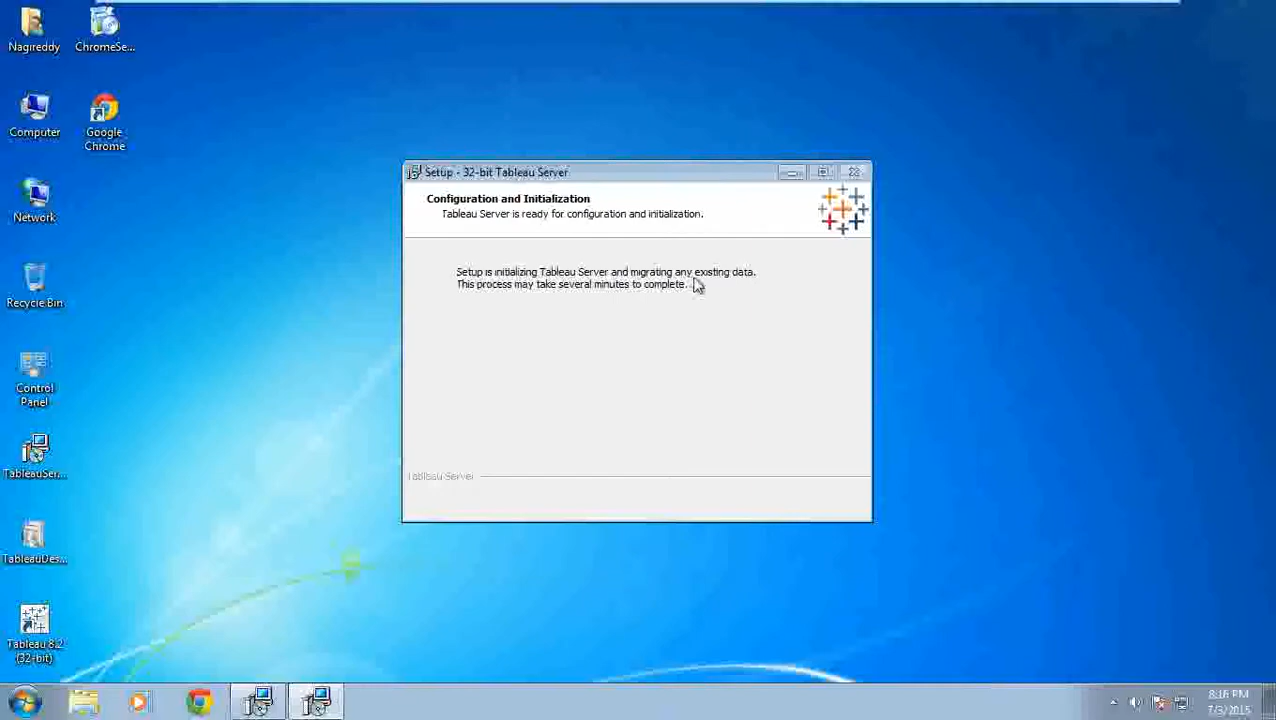 Nagireddy
ChromeSe...
Computer
Google
Chrome
Network
Recycle Bin
Control
Panel
TableauSer...
TableauDes...
Tableau 8.2
(32-bit)
Setup - 32-bit Tableau Server
Configuration and Initialization
Tableau Server is ready for configuration and initialization.
Setup is initializing Tableau Server and migrating any existing data.
This process may take several minutes to complete. ..
Tableau Server
8:16 PM
7/3/2015